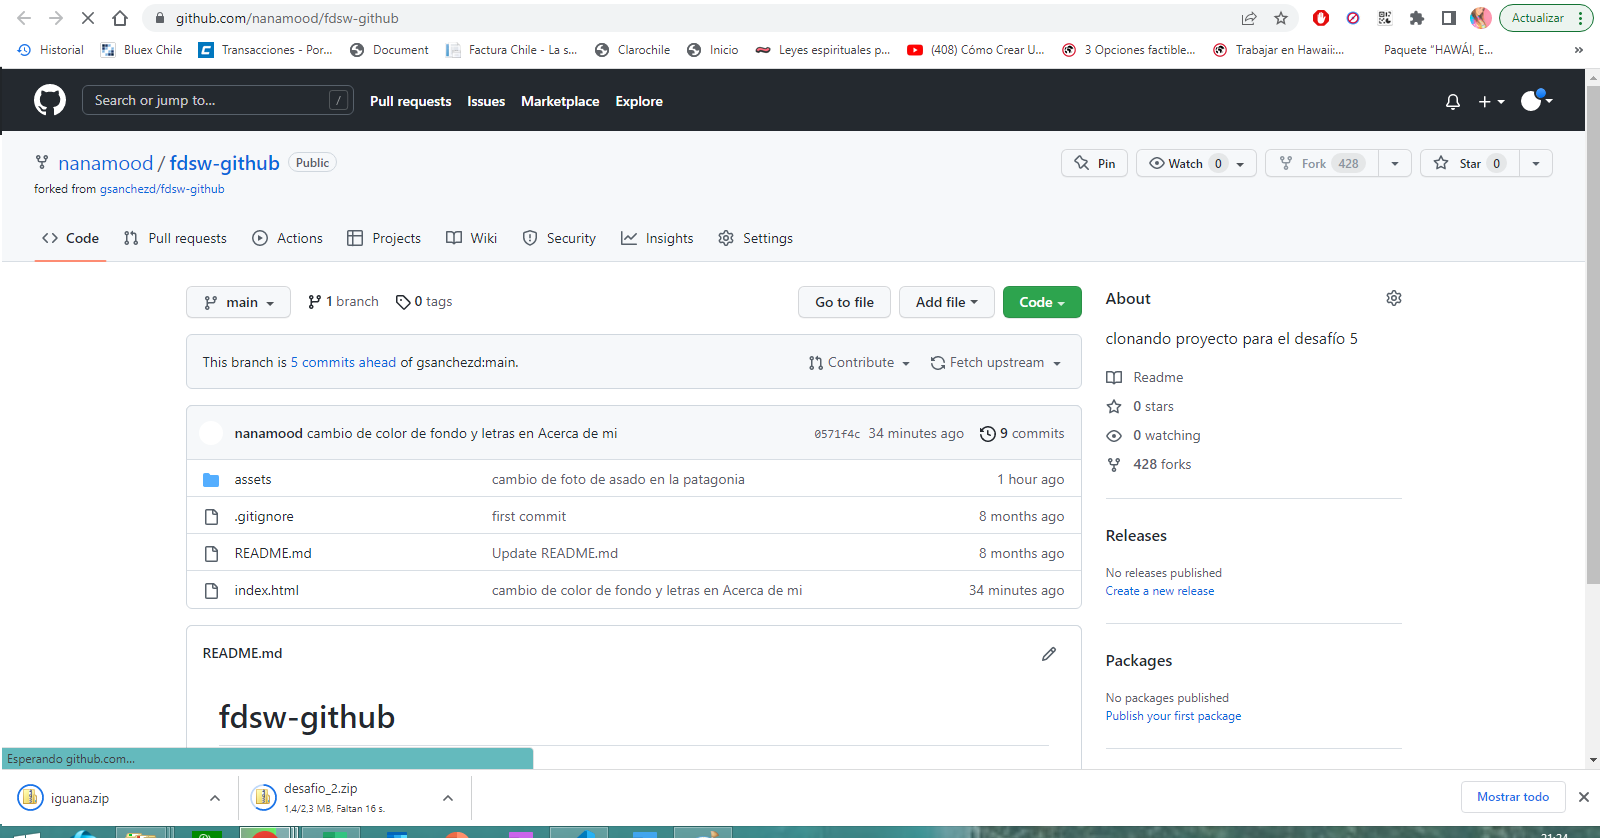 github.com/nanamood/fdsw-github
Actualizar
Historial
Bluex Chile
Transacciones - Por...
Document
Factura Chile - La s...
Clarochile
Inicio
Leyes espirituales p...
(408) Cómo Crear U...
3 Opciones factible...
Trabajar en Hawaii:...
Paquete "HAWÁI, E...
»
Search or jump to...
/
Pull requests
Issues
Marketplace
Explore
nanamood / fdsw-github
Public
Pin
Watch 0
Fork 428
Star 0
forked from gsanchezd/fdsw-github
Code
Pull requests
Actions
Projects
Wiki
Security
Insights
Settings
main
1 branch
0 tags
Go to file
Add file
Code
This branch is 5 commits ahead of gsanchezd:main.
Contribute
Fetch upstream
nanamood cambio de color de fondo y letras en Acerca de mi
0571f4c 34 minutes ago
9 commits
assets
cambio de foto de asado en la patagonia
1 hour ago
.gitignore
first commit
8 months ago
README.md
Update README.md
8 months ago
index.html
cambio de color de fondo y letras en Acerca de mi
34 minutes ago
README.md
fdsw-github
About
clonando proyecto para el desafío 5
Readme
0 stars
0 watching
428 forks
Releases
No releases published
Create a new release
Packages
No packages published
Publish your first package
Esperando github.com...
iguana.zip
desafio_2.zip
1,4/2,3 MB, Faltan 16 s.
Mostrar todo